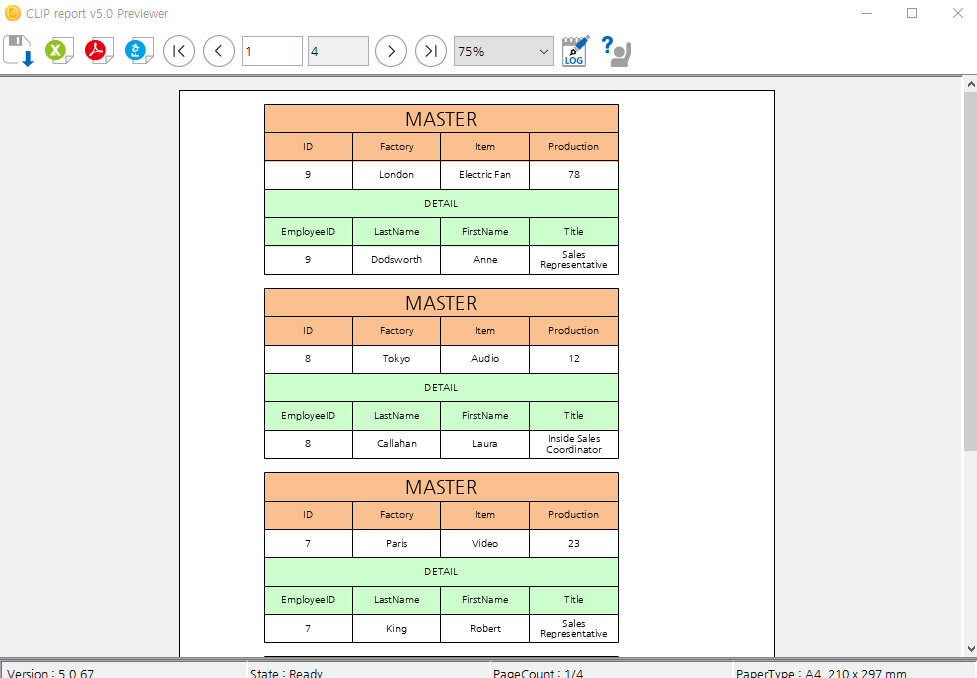 CLIP report v5.0 Previewer
1 4 75% LOG
MASTER
ID Factory Item Production
9 London Electric Fan 78
DETAIL
EmployeeID LastName FirstName Title
9 Dodsworth Anne Sales Representative
MASTER
ID Factory Item Production
8 Tokyo Audio 12
DETAIL
EmployeeID LastName FirstName Title
8 Callahan Laura Inside Sales Coordinator
MASTER
ID Factory Item Production
7 Paris Video 23
DETAIL
EmployeeID LastName FirstName Title
7 King Robert Sales Representative
Version : 5.0.67 State : Ready PageCount : 1/4 PaperType : A4, 210 x 297 mm